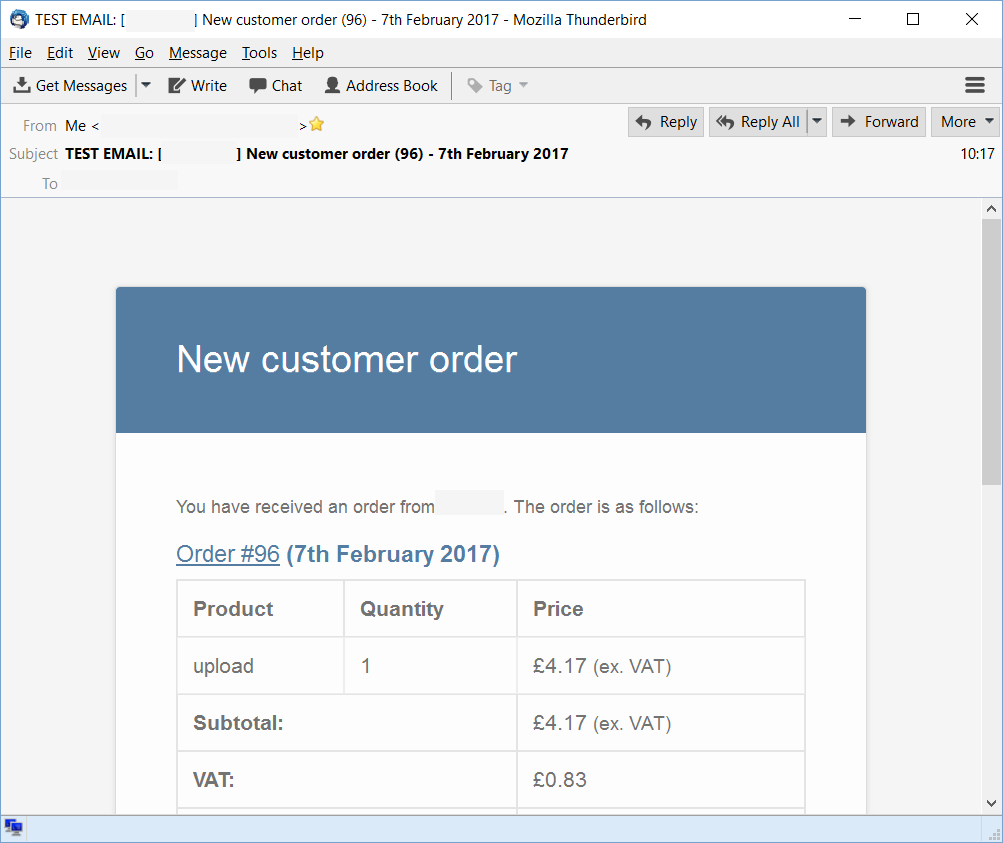 TEST EMAIL: [ ] New customer order (96) - 7th February 2017 - Mozilla Thunderbird
File Edit View Go Message Tools Help
Get Messages Write Chat Address Book Tag
From Me < > Reply Reply All Forward More
Subject TEST EMAIL: [ ] New customer order (96) - 7th February 2017 10:17
To
New customer order
You have received an order from . The order is as follows:
Order #96 (7th February 2017)
Product Quantity Price
upload 1 £4.17 (ex. VAT)
Subtotal: £4.17 (ex. VAT)
VAT: £0.83